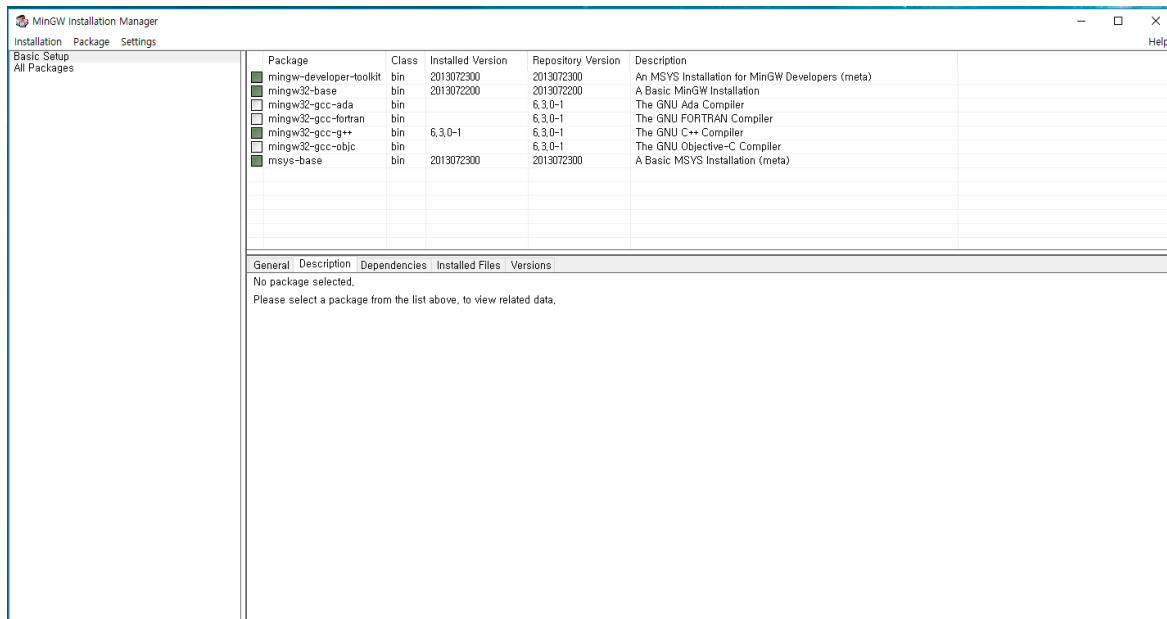 MinGW Installation Manager
Installation Package Settings Help
Basic Setup
All Packages
Package Class Installed Version Repository Version Description
mingw-developer-toolkit bin 2013072300 2013072300 An MSYS Installation for MinGW Developers (meta)
mingw32-base bin 2013072200 2013072200 A Basic MinGW Installation
mingw32-gcc-ada bin 6,3,0-1 The GNU Ada Compiler
mingw32-gcc-fortran bin 6,3,0-1 The GNU FORTRAN Compiler
mingw32-gcc-g++ bin 6,3,0-1 6,3,0-1 The GNU C++ Compiler
mingw32-gcc-objc bin 6,3,0-1 The GNU Objective-C Compiler
msys-base bin 2013072300 2013072300 A Basic MSYS Installation (meta)
General Description Dependencies Installed Files Versions
No package selected,
Please select a package from the list above, to view related data,